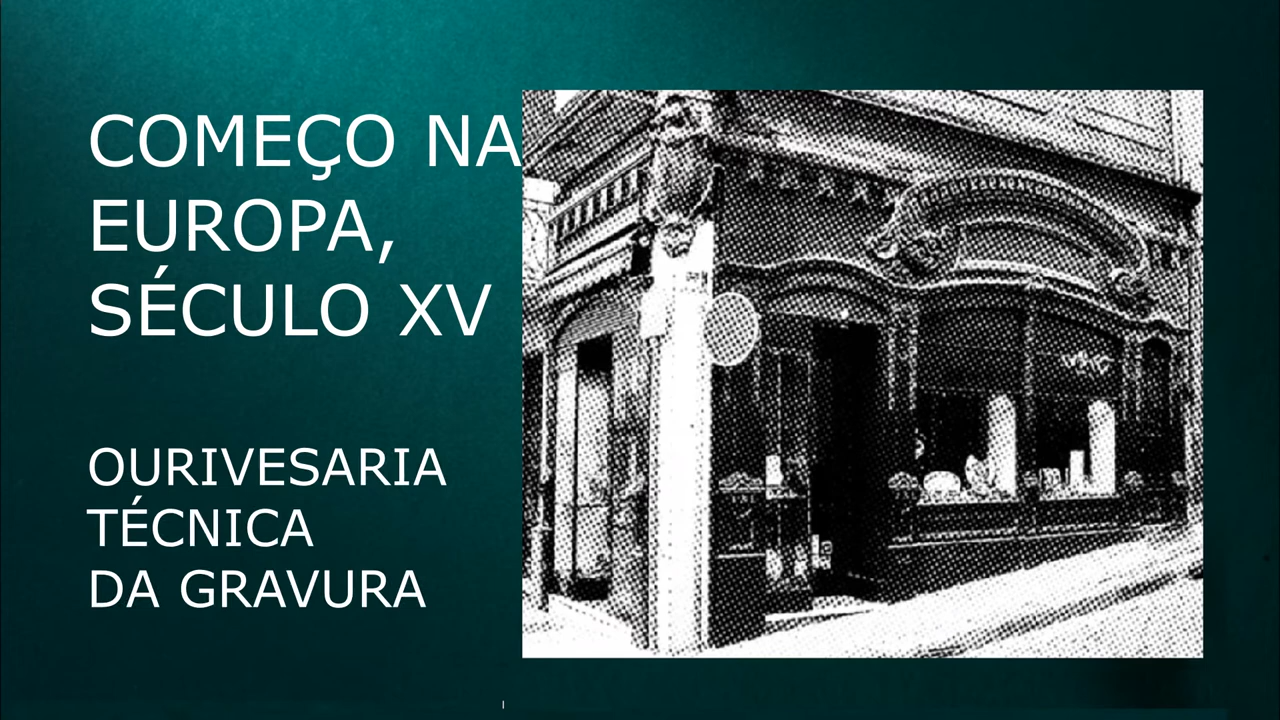 COMEÇO NA
EUROPA,
SÉCULO XV
OURIVESARIA
TÉCNICA
DA GRAVURA